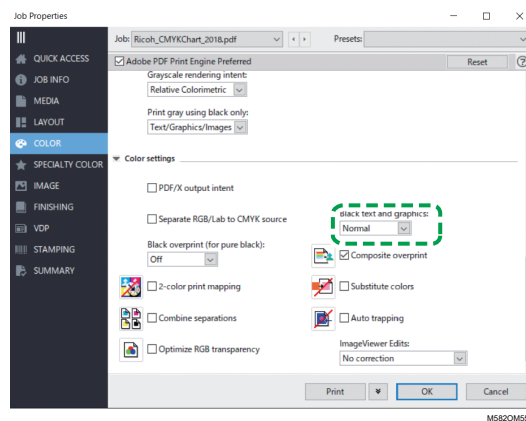 Job Properties
Job: Ricoh_CMYKChart_2018.pdf Presets:
QUICK ACCESS
JOB INFO
MEDIA
LAYOUT
COLOR
SPECIALTY COLOR
IMAGE
FINISHING
VDP
STAMPING
SUMMARY
Adobe PDF Print Engine Preferred Reset
Grayscale rendering intent:
Relative Colorimetric
Print gray using black only:
Text/Graphics/Images
Color settings
PDF/X output intent
Separate RGB/Lab to CMYK source
Black text and graphics:
Normal
Black overprint (for pure black):
Off
Composite overprint
2-color print mapping
Substitute colors
Combine separations
Auto trapping
Optimize RGB transparency
ImageViewer Edits:
No correction
Print OK Cancel